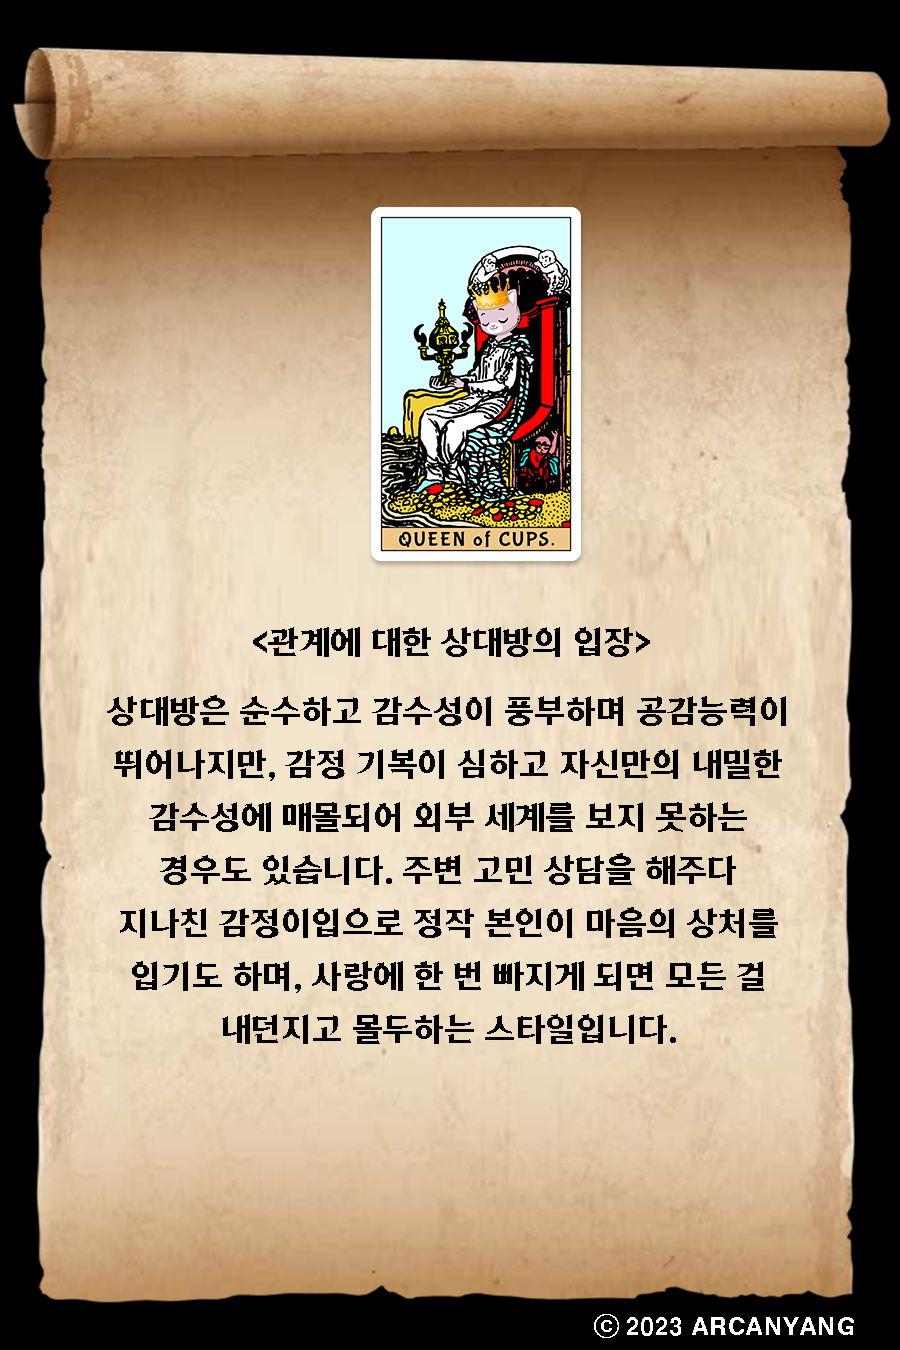 QUEEN of CUPS.
<관계에 대한 상대방의 입장>
상대방은 순수하고 감수성이 풍부하며 공감능력이
뛰어나지만, 감정 기복이 심하고 자신만의 내밀한
감수성에 매몰되어 외부 세계를 보지 못하는
경우도 있습니다. 주변 고민 상담을 해주다
지나친 감정이입으로 정작 본인이 마음의 상처를
입기도 하며, 사랑에 한 번 빠지게 되면 모든 걸
내던지고 몰두하는 스타일입니다.
ⓒ 2023 ARCANYANG